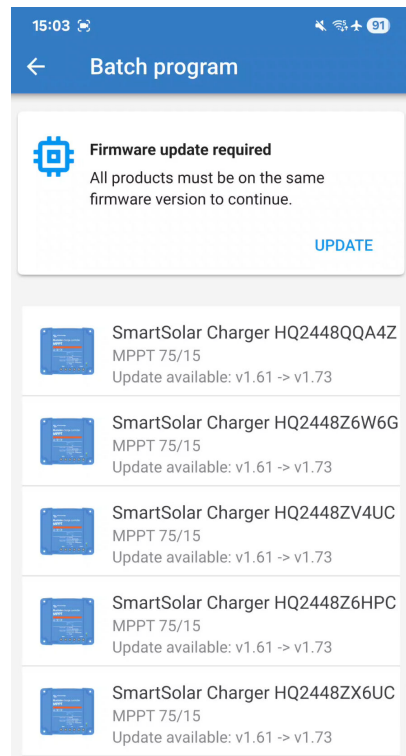 15:03
91
Batch program
Firmware update required
All products must be on the same
firmware version to continue.
UPDATE
SmartSolar Charger HQ2448QQA4Z
MPPT 75/15
Update available: v1.61 -> v1.73
SmartSolar Charger HQ2448Z6W6G
MPPT 75/15
Update available: v1.61 -> v1.73
SmartSolar Charger HQ2448ZV4UC
MPPT 75/15
Update available: v1.61 -> v1.73
SmartSolar Charger HQ2448Z6HPC
MPPT 75/15
Update available: v1.61 -> v1.73
SmartSolar Charger HQ2448ZX6UC
MPPT 75/15
Update available: v1.61 -> v1.73